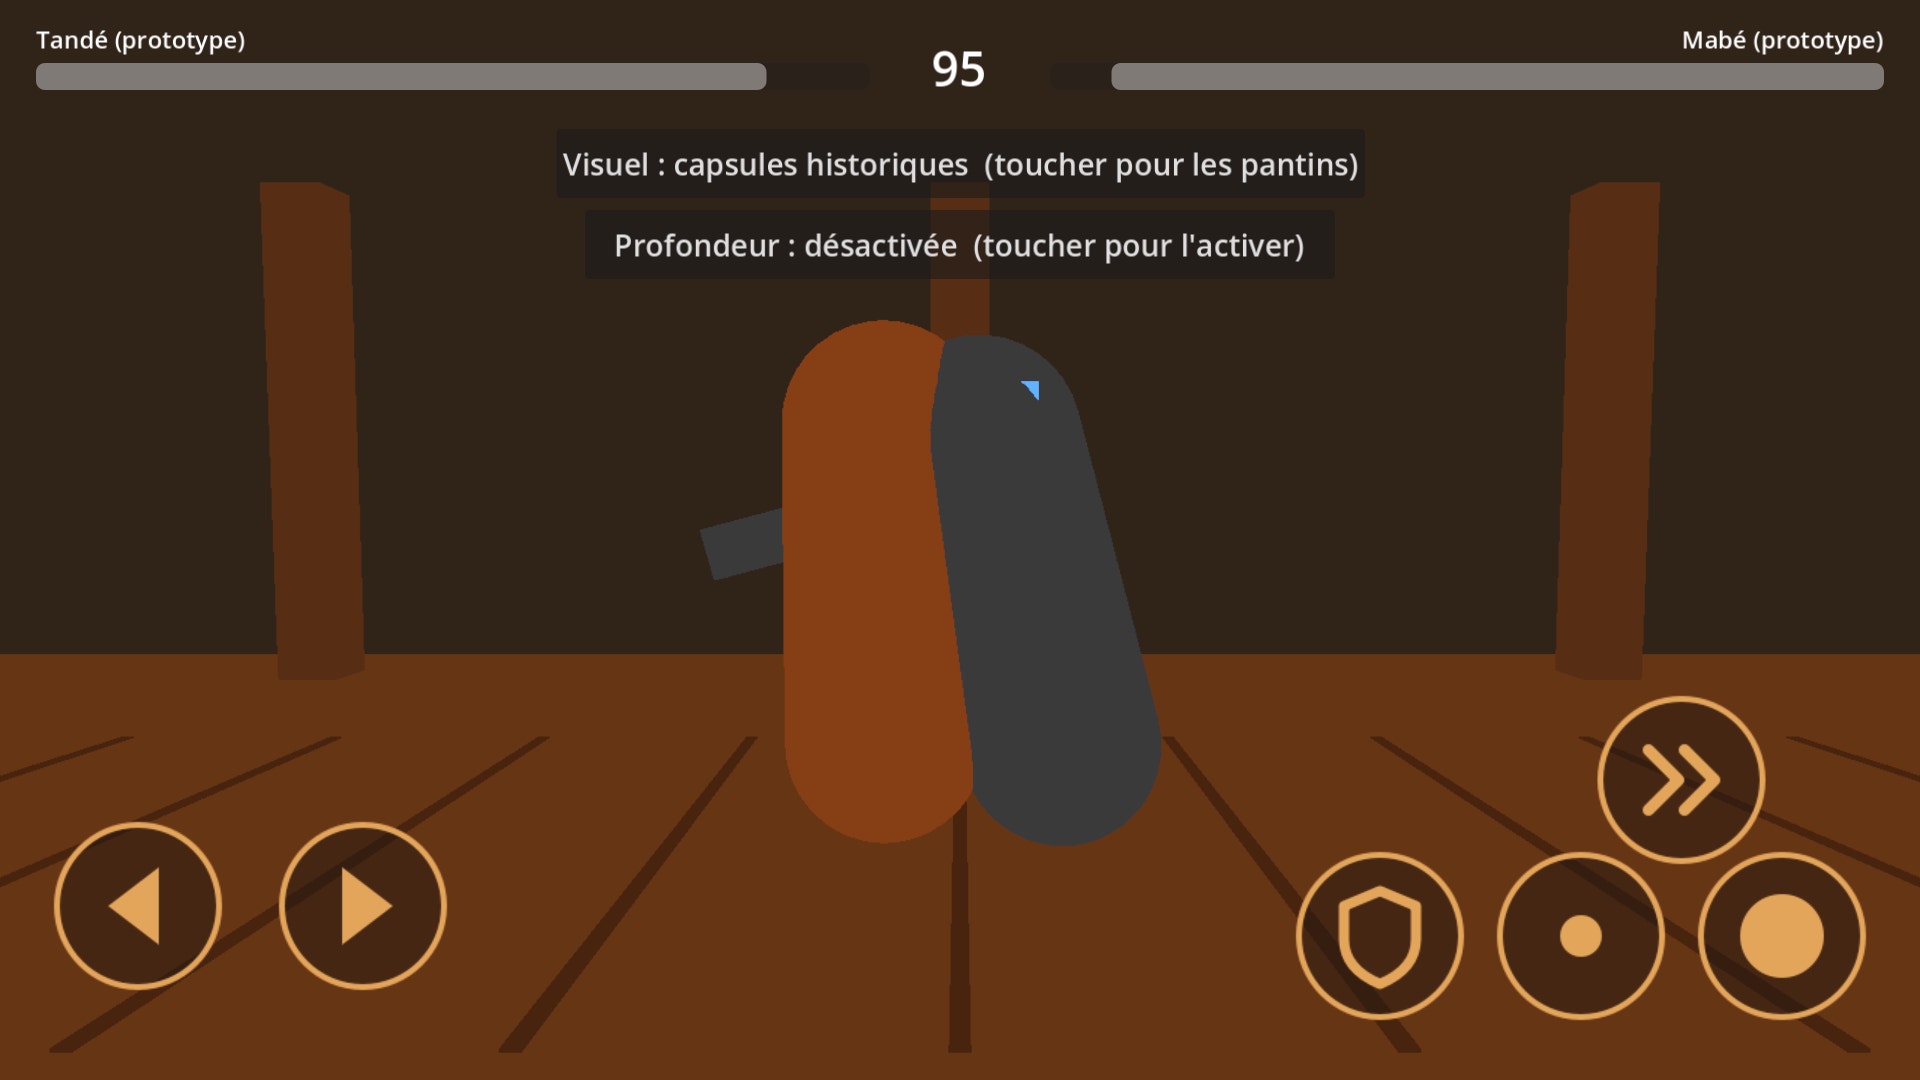 Tandé (prototype)
95
Mabé (prototype)
Visuel : capsules historiques (toucher pour les pantins)
Profondeur : désactivée (toucher pour l'activer)